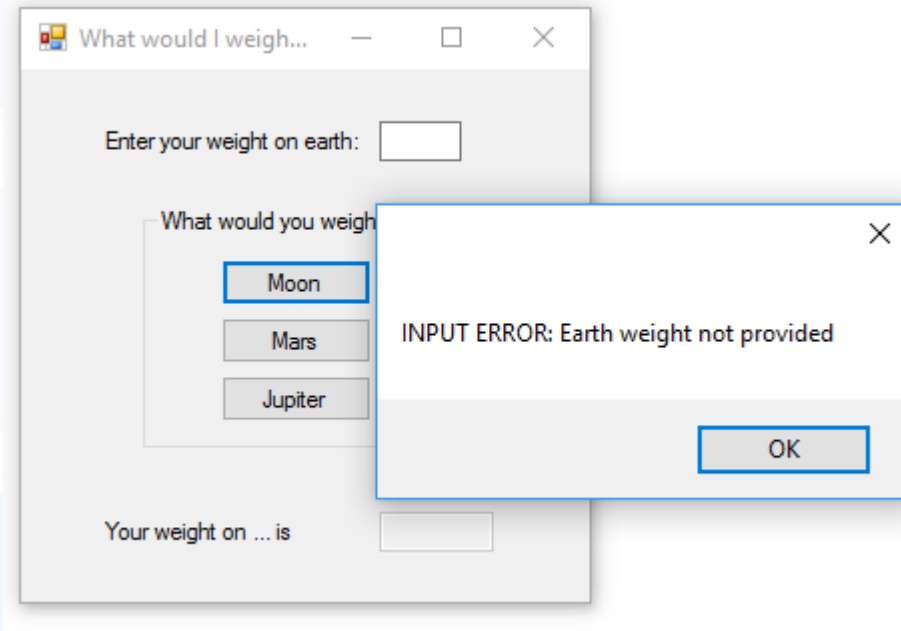 What would I weigh...
Enter your weight on earth:
What would you weigh
Moon
Mars
Jupiter
INPUT ERROR: Earth weight not provided
OK
Your weight on ... is